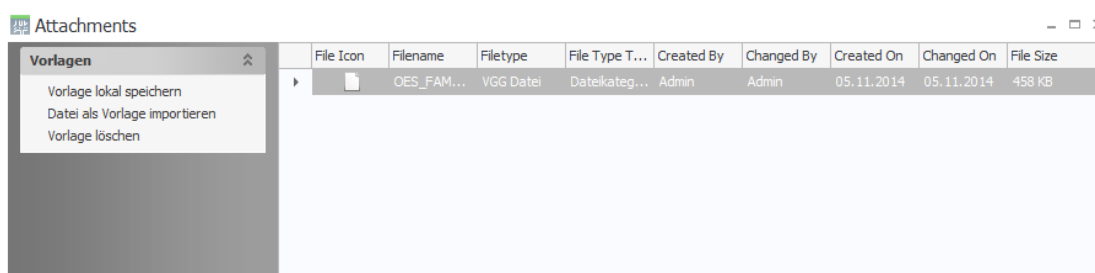 Attachments
Vorlagen
Vorlage lokal speichern
Datei als Vorlage importieren
Vorlage löschen
File Icon Filename Filetype File Type T... Created By Changed By Created On Changed On File Size
OES_FAM... VGG Datei Dateikateg... Admin Admin 05.11.2014 05.11.2014 458 KB